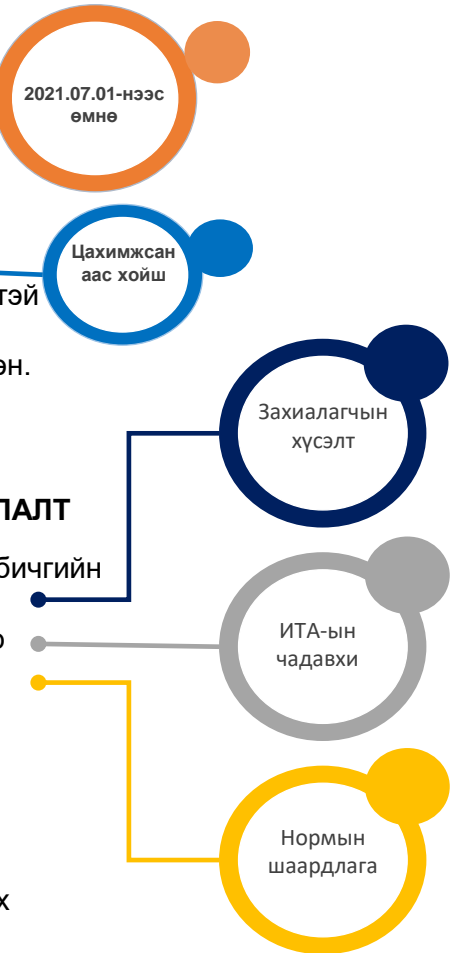 2021.07.01-нээс
өмнө
Цахимжсан
аас хойш
тэй
эн.
Захиалагчын
хүсэлт
ЛАЛТ
бичгийн
ИТА-ын
чадавхи
Нормын
шаардлага
х